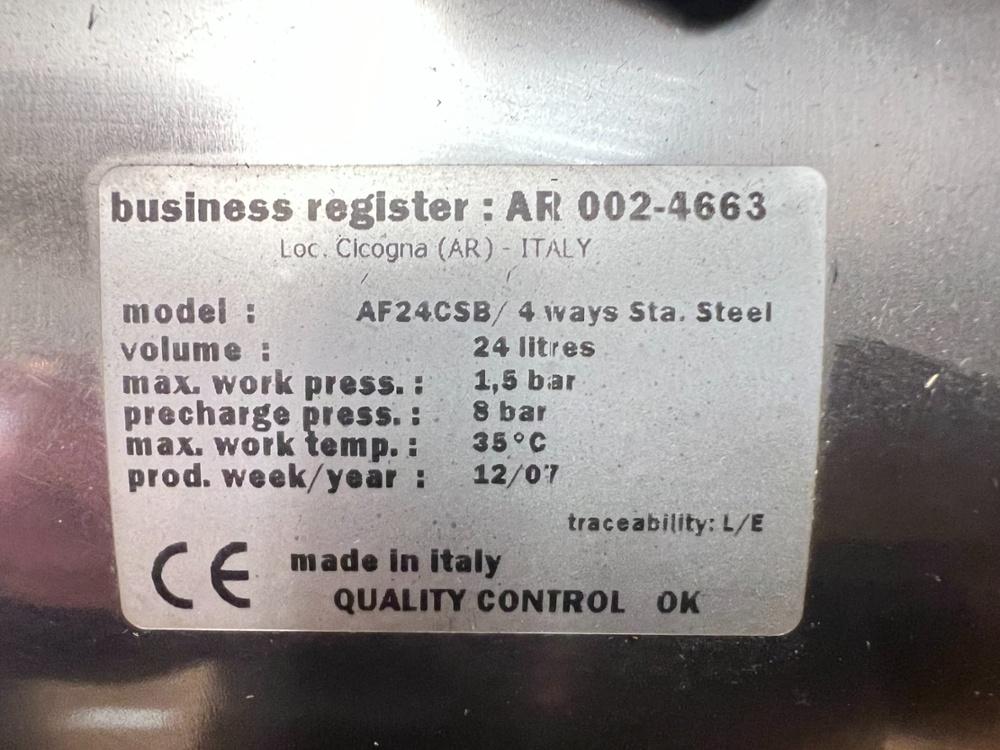 business register : AR 002-4663
Loc. Cicogna (AR) - ITALY
model : AF24CSB/ 4 ways Sta. Steel
volume : 24 litres
max. work press. : 1,5 bar
precharge press. : 8 bar
max. work temp. : 35°C
prod. week/year : 12/07
traceability: L/E
CE made in italy
QUALITY CONTROL OK